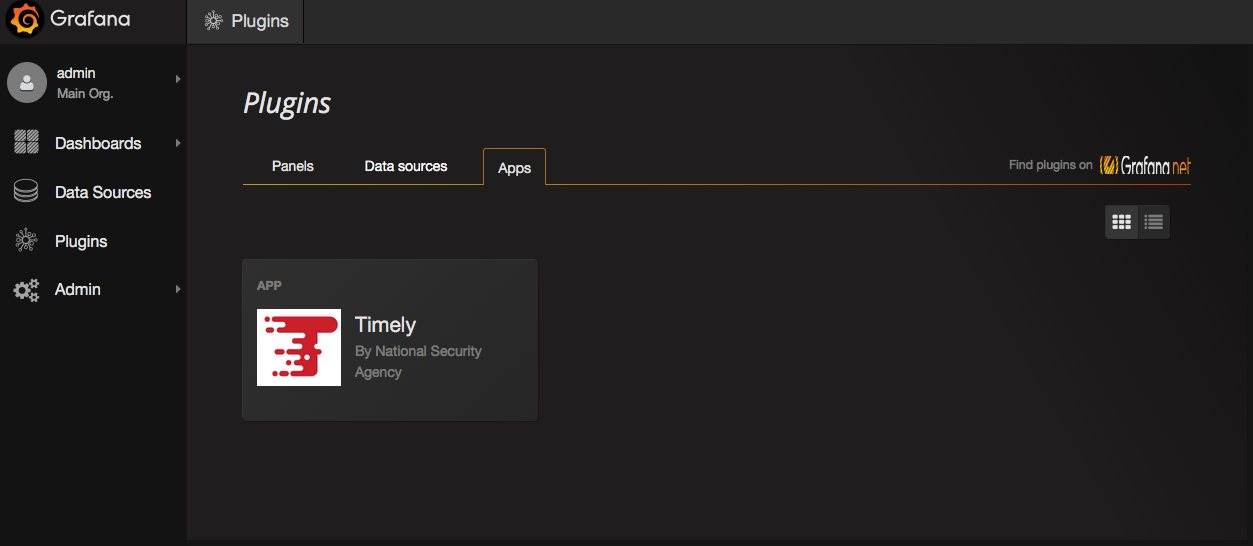 Grafana
Plugins
admin
Main Org.
Dashboards
Data Sources
Plugins
Admin
Plugins
Panels
Data sources
Apps
Find plugins on Grafana net
APP
Timely
By National Security
Agency